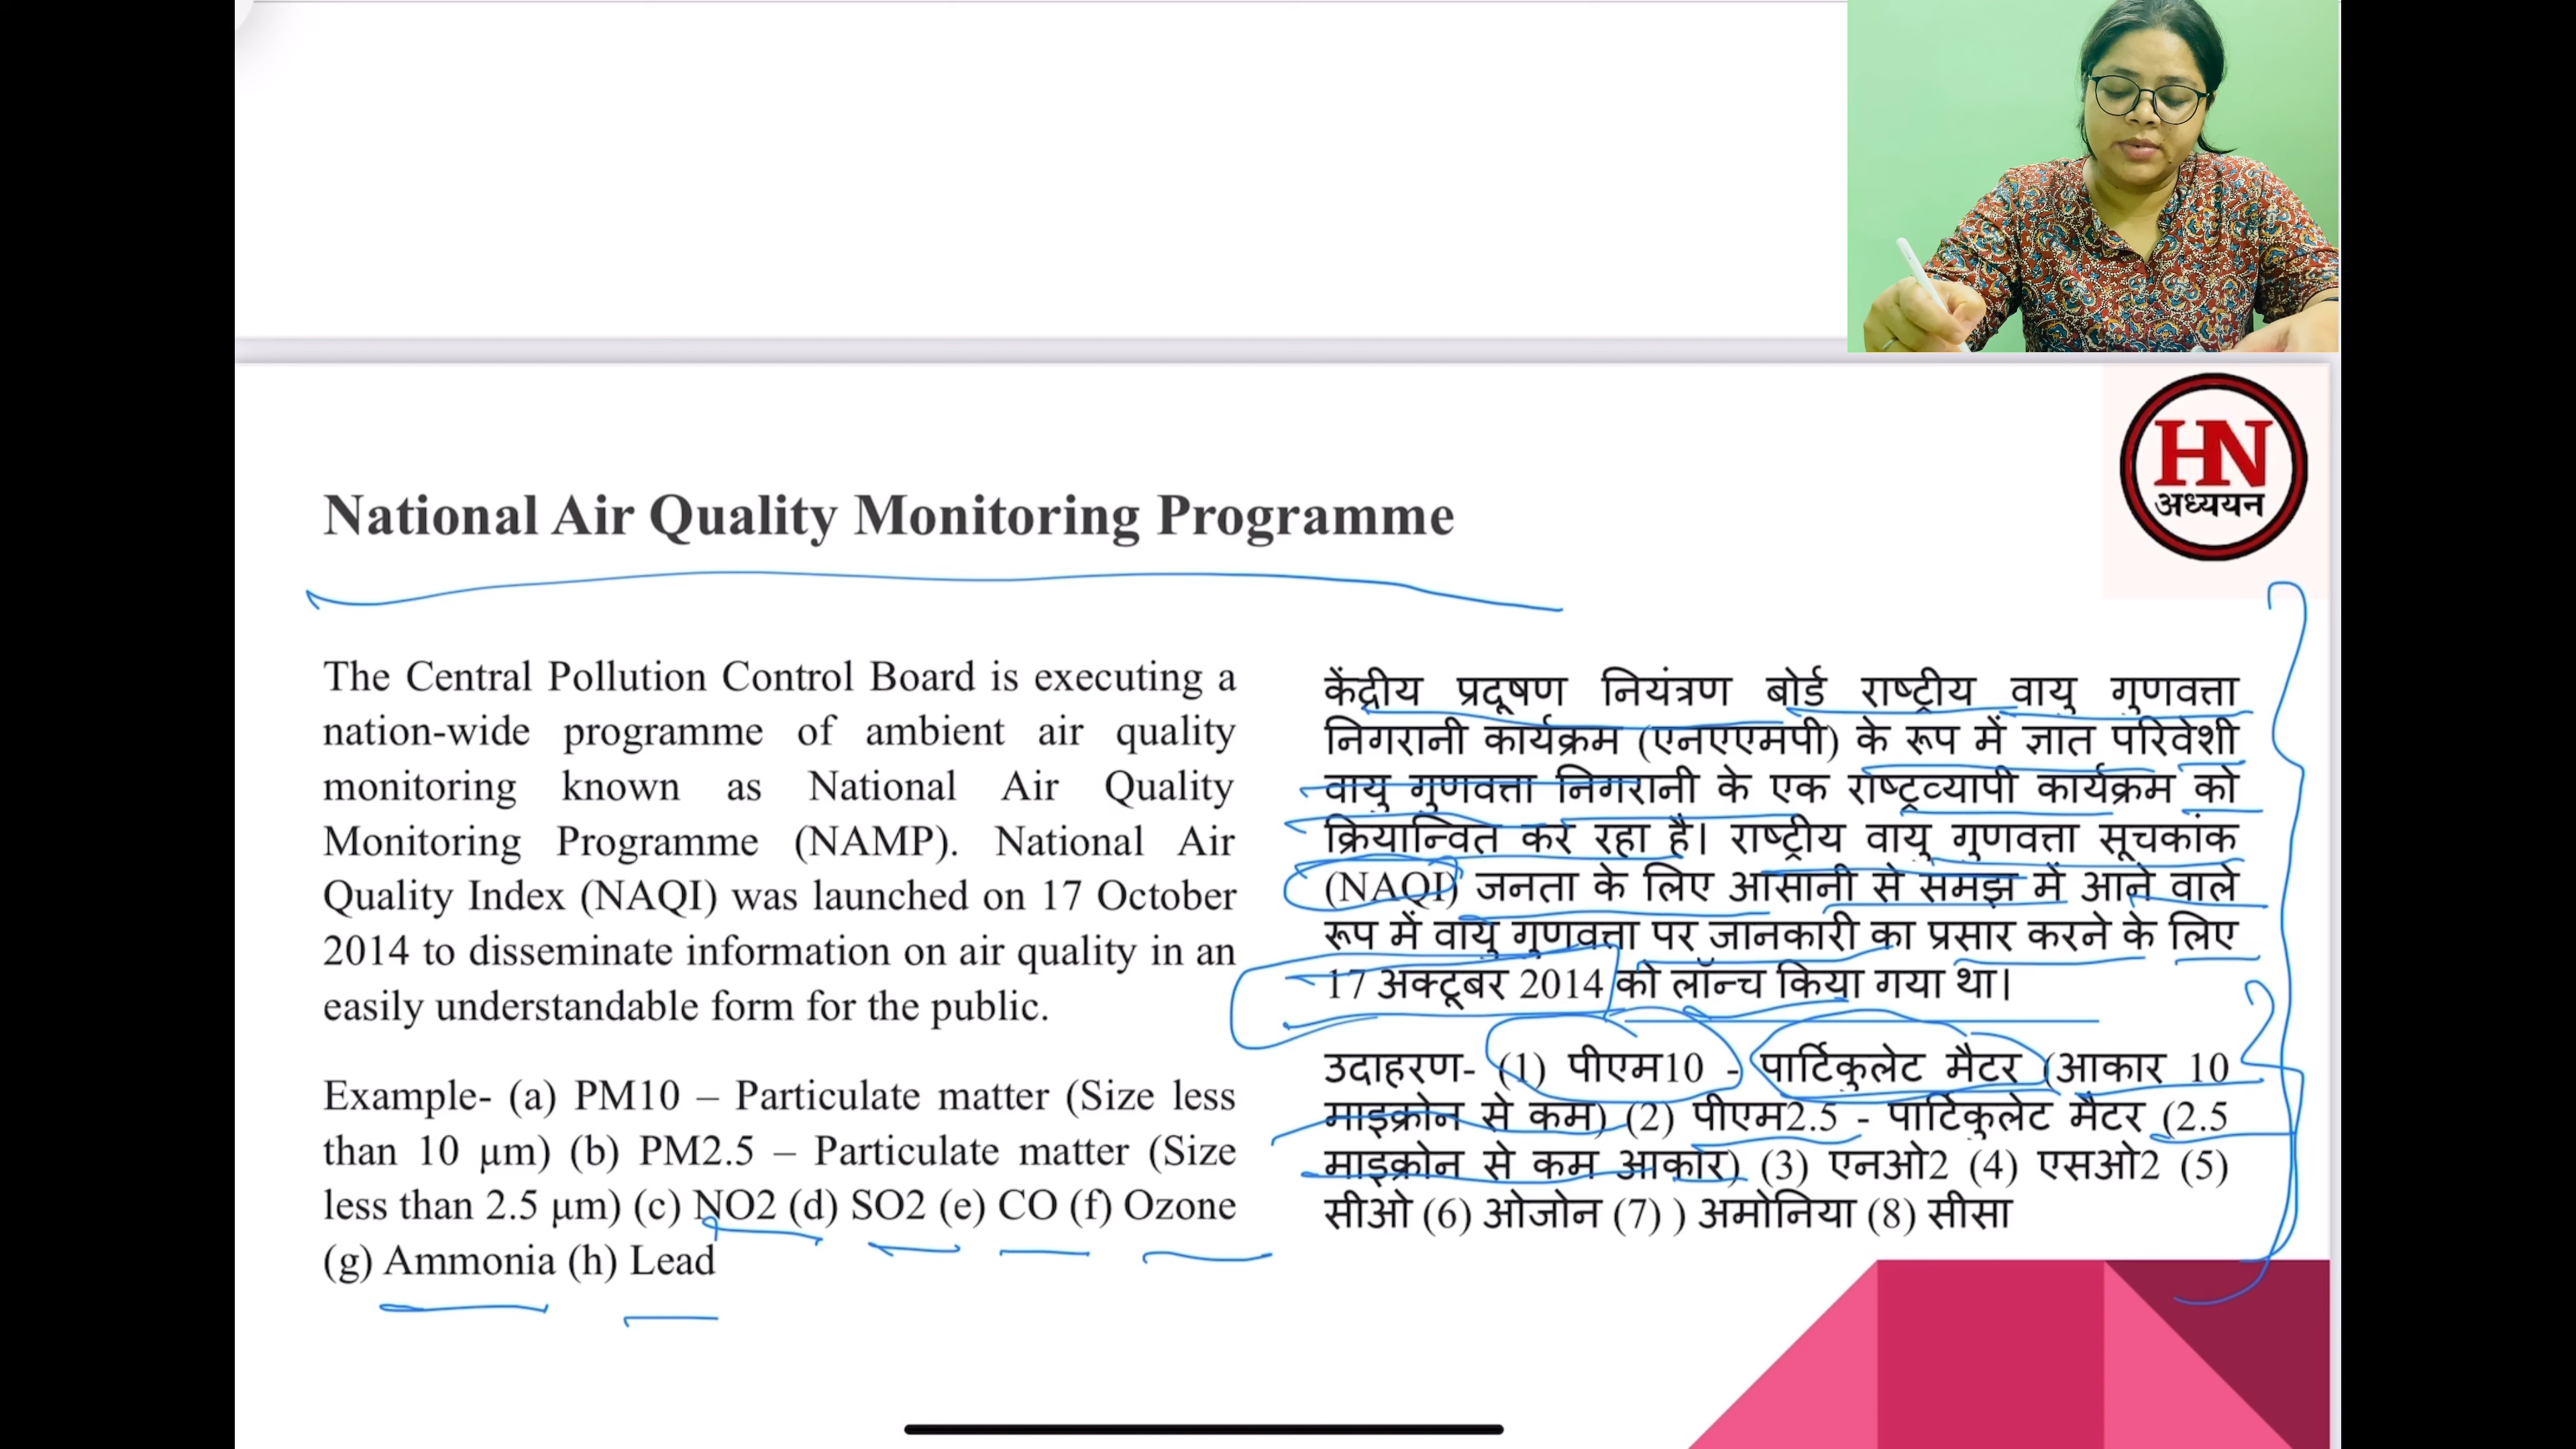 HN
अध्ययन
National Air Quality Monitoring Programme
The Central Pollution Control Board is executing a
nation-wide programme of ambient air quality
monitoring known as National Air Quality
Monitoring Programme (NAMP). National Air
Quality Index (NAQI) was launched on 17 October
2014 to disseminate information on air quality in an
easily understandable form for the public.
Example- (a) PM10 – Particulate matter (Size less
than 10 µm) (b) PM2.5 – Particulate matter (Size
less than 2.5 µm) (c) NO2 (d) SO2 (e) CO (f) Ozone
(g) Ammonia (h) Lead
केंद्रीय प्रदूषण नियंत्रण बोर्ड राष्ट्रीय वायु गुणवत्ता
निगरानी कार्यक्रम (एनएएमपी) के रूप में ज्ञात परिवेशी
वायु गुणवत्ता निगरानी के एक राष्ट्रव्यापी कार्यक्रम को
क्रियान्वित कर रहा है। राष्ट्रीय वायु गुणवत्ता सूचकांक
(NAQI) जनता के लिए आसानी से समझ में आने वाले
रूप में वायु गुणवत्ता पर जानकारी का प्रसार करने के लिए
17 अक्टूबर 2014 को लॉन्च किया गया था।
उदाहरण- (1) पीएम10 - पार्टिकुलेट मैटर (आकार 10
माइक्रोन से कम) (2) पीएम2.5 - पार्टिकुलेट मैटर (2.5
माइक्रोन से कम आकार) (3) एनओ2 (4) एसओ2 (5)
सीओ (6) ओजोन (7) ) अमोनिया (8) सीसा